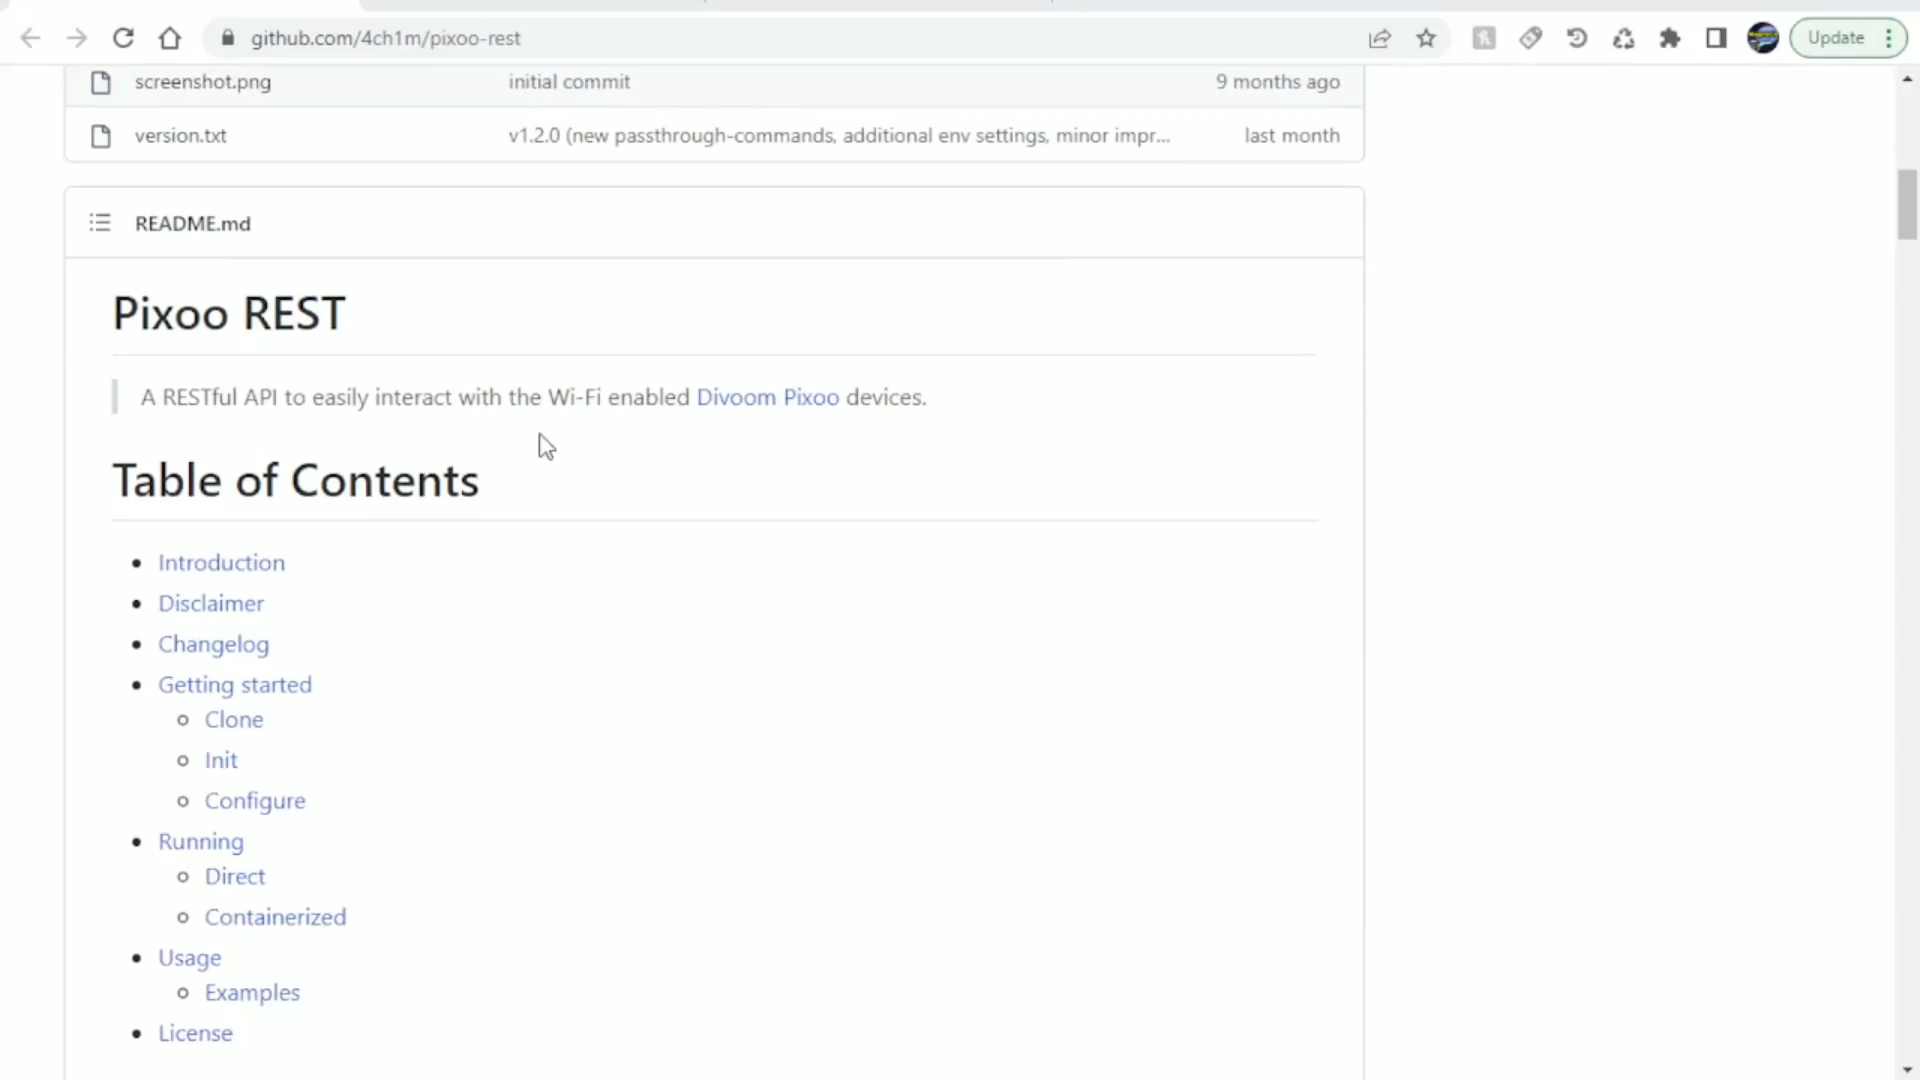 github.com/4ch1m/pixoo-rest
Update
screenshot.png initial commit 9 months ago
version.txt v1.2.0 (new passthrough-commands, additional env settings, minor impr... last month
README.md
Pixoo REST
A RESTful API to easily interact with the Wi-Fi enabled Divoom Pixoo devices.
Table of Contents
Introduction
Disclaimer
Changelog
Getting started
Clone
Init
Configure
Running
Direct
Containerized
Usage
Examples
License